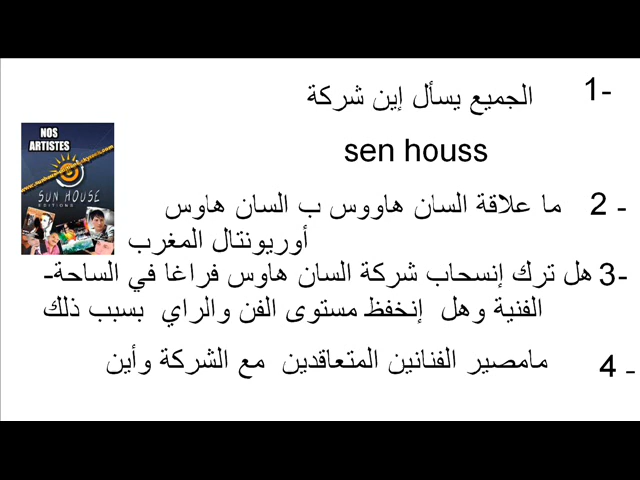 1- الجميع يسأل إين شركة
sen houss
NOS
ARTISTES
SUN HOUSE
EDITIONS
2 - ما علاقة السان هاووس ب السان هاوس
أوريونتال المغرب
3- هل ترك إنسحاب شركة السان هاوس فراغا في الساحة-
الفنية وهل إنخفظ مستوى الفن والراي بسبب ذلك
4 - مامصير الفنانين المتعاقدين مع الشركة وأين